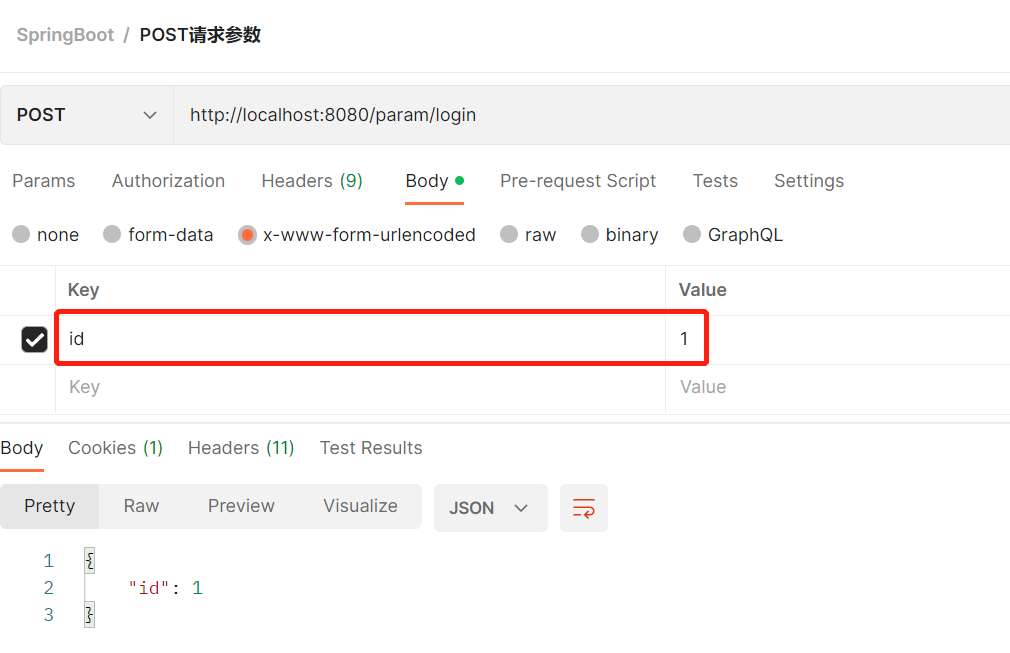 SpringBoot / POST请求参数
POST http://localhost:8080/param/login
Params Authorization Headers (9) Body Pre-request Script Tests Settings
none form-data x-www-form-urlencoded raw binary GraphQL
Key Value
id 1
Key Value
Body Cookies (1) Headers (11) Test Results
Pretty Raw Preview Visualize JSON
1 {
2 "id": 1
3 }